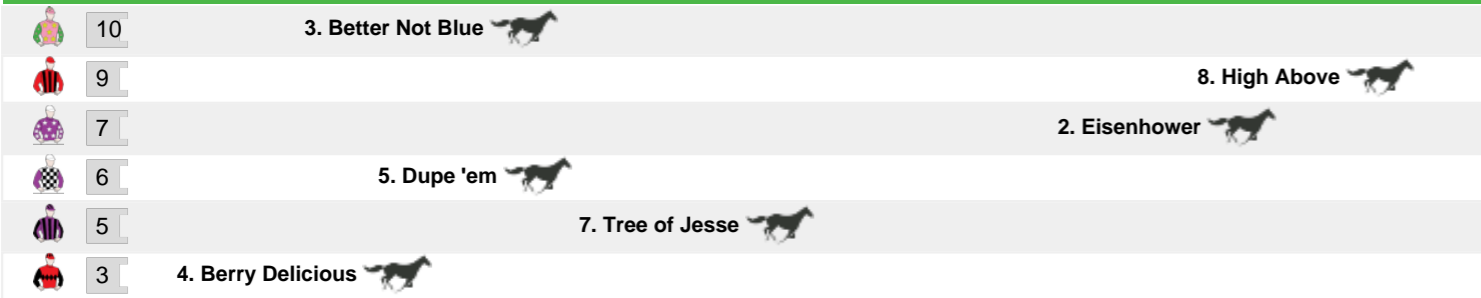 10 3. Better Not Blue
9 8. High Above
7 2. Eisenhower
6 5. Dupe 'em
5 7. Tree of Jesse
3 4. Berry Delicious